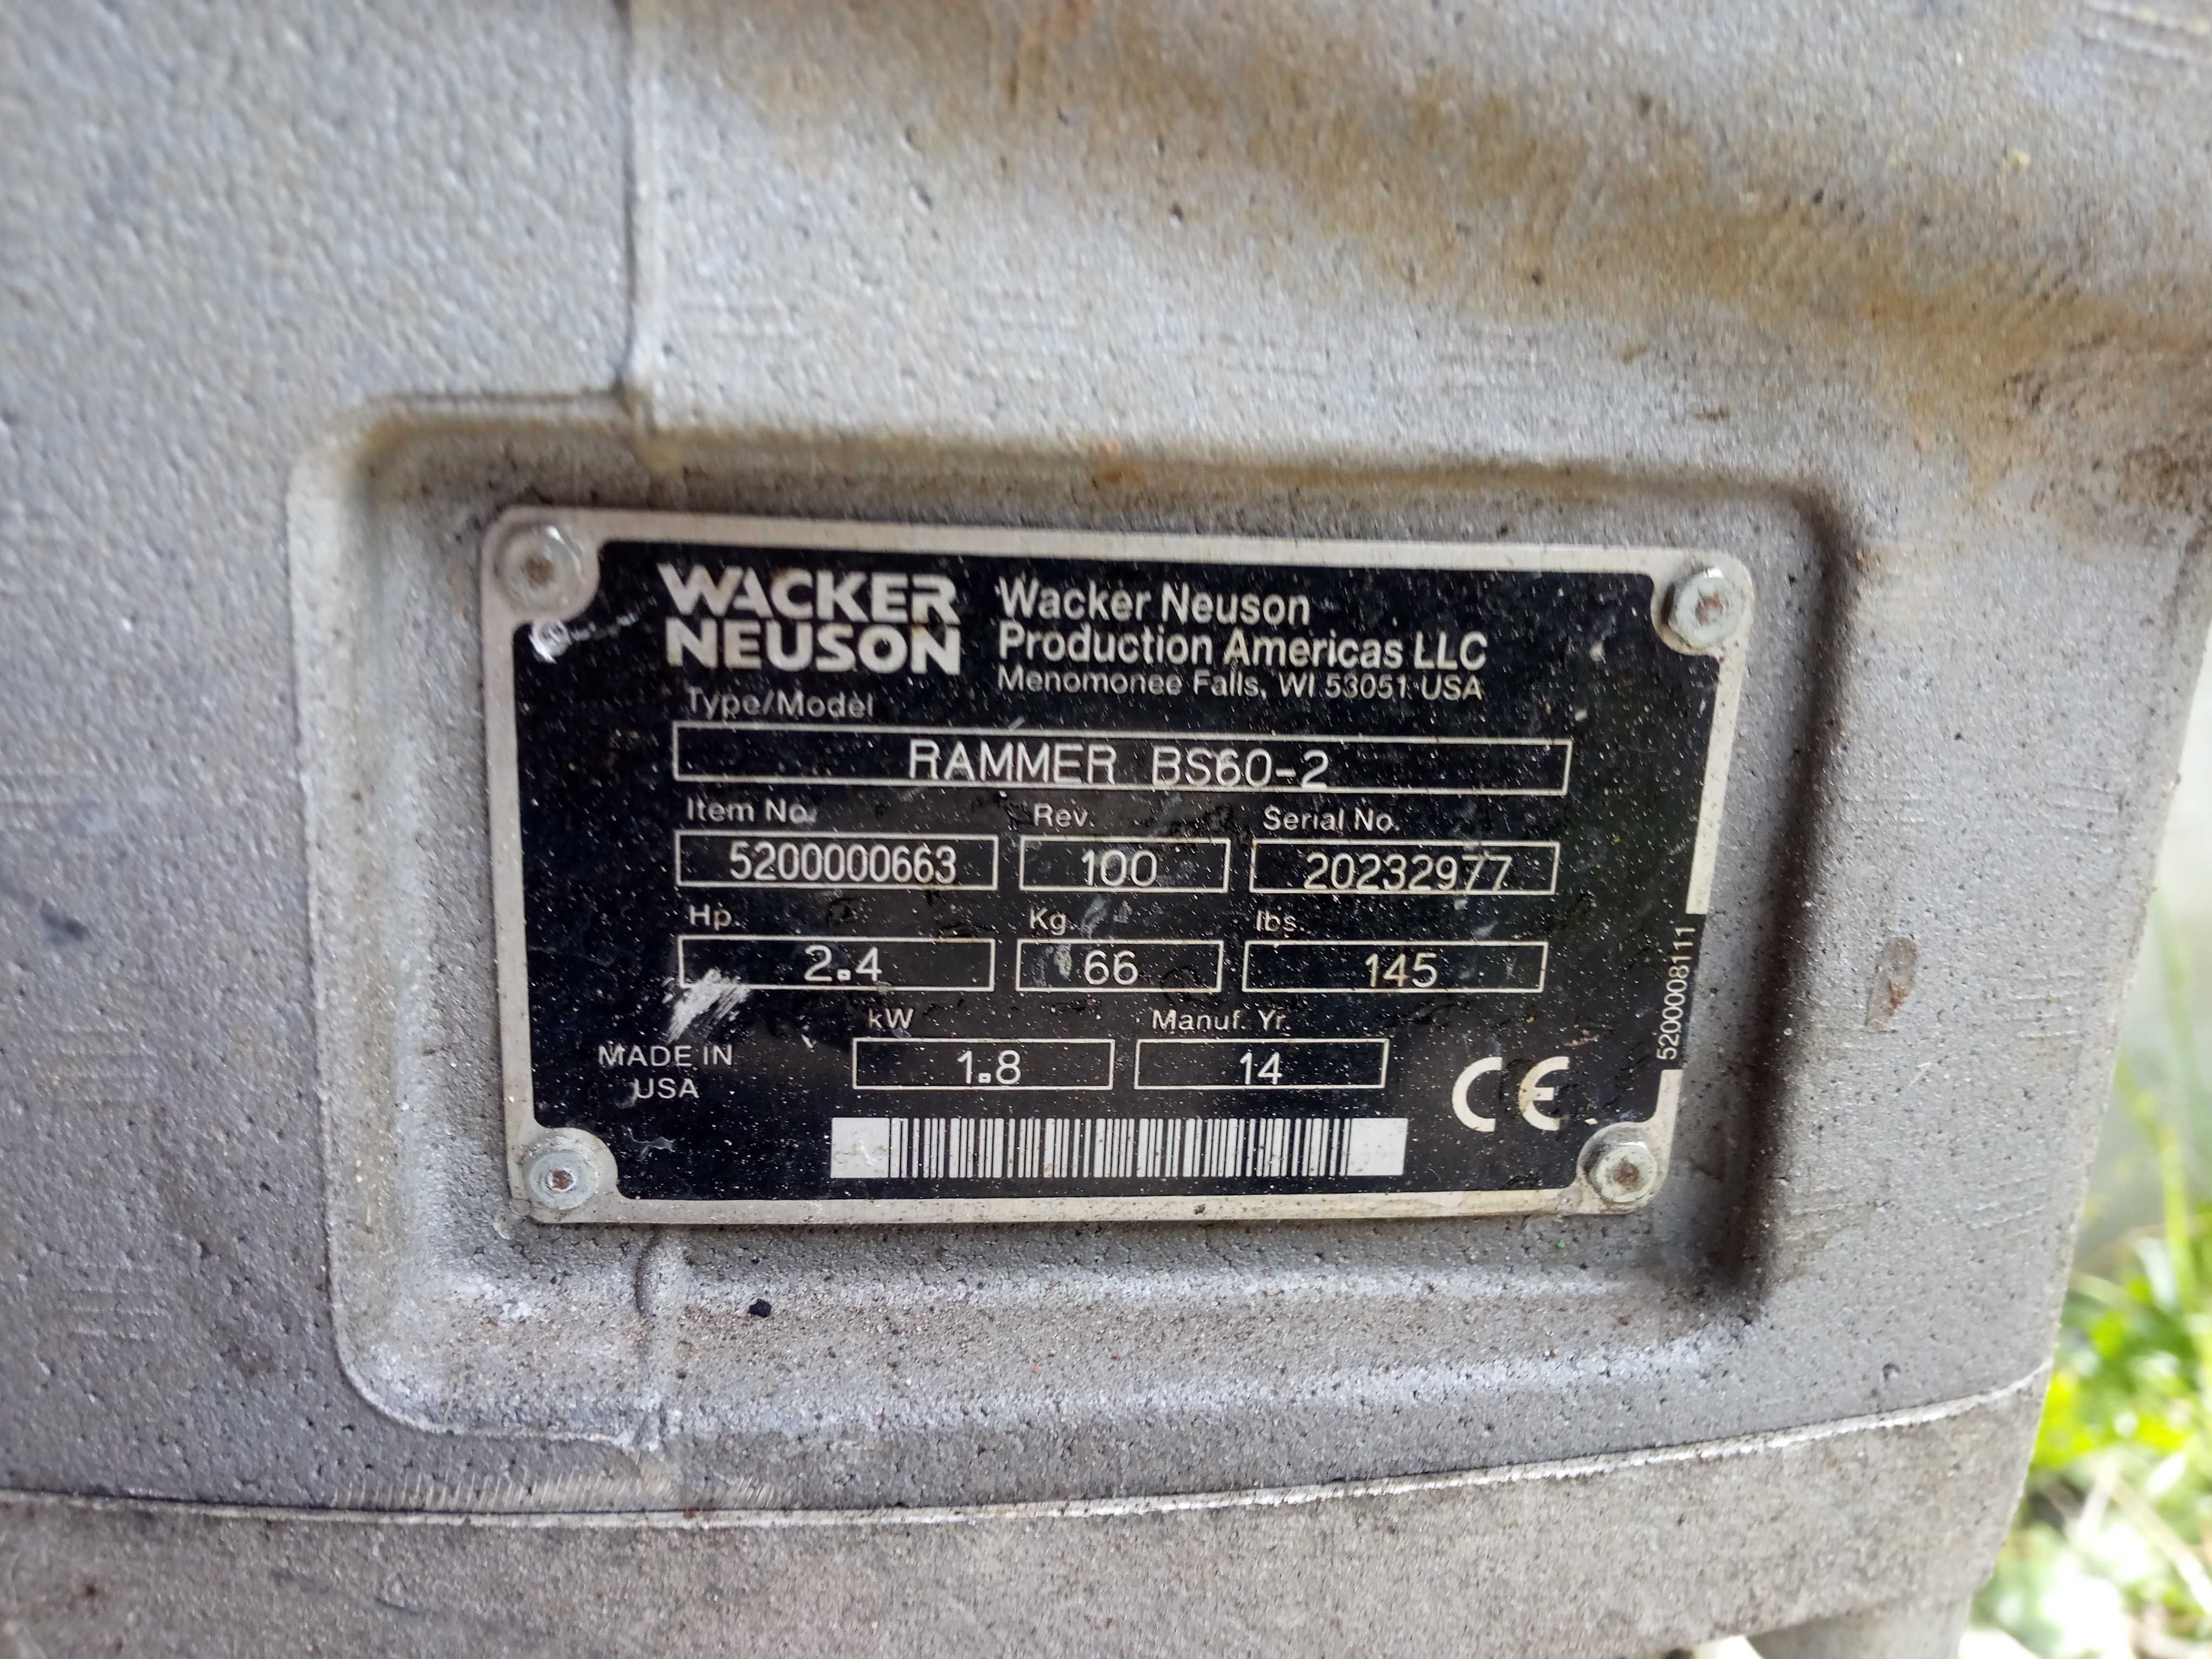 WACKER
NEUSON
Wacker Neuson
Production Americas LLC
Menomonee Falls, WI 53051 USA
Type/Model
RAMMER BS60-2
Item No. Rev. Serial No.
5200000663 100 20232977
Hp. Kg. lbs.
2.4 66 145
kW Manuf. Yr.
1.8 14
MADE IN
USA
CE
5200008111